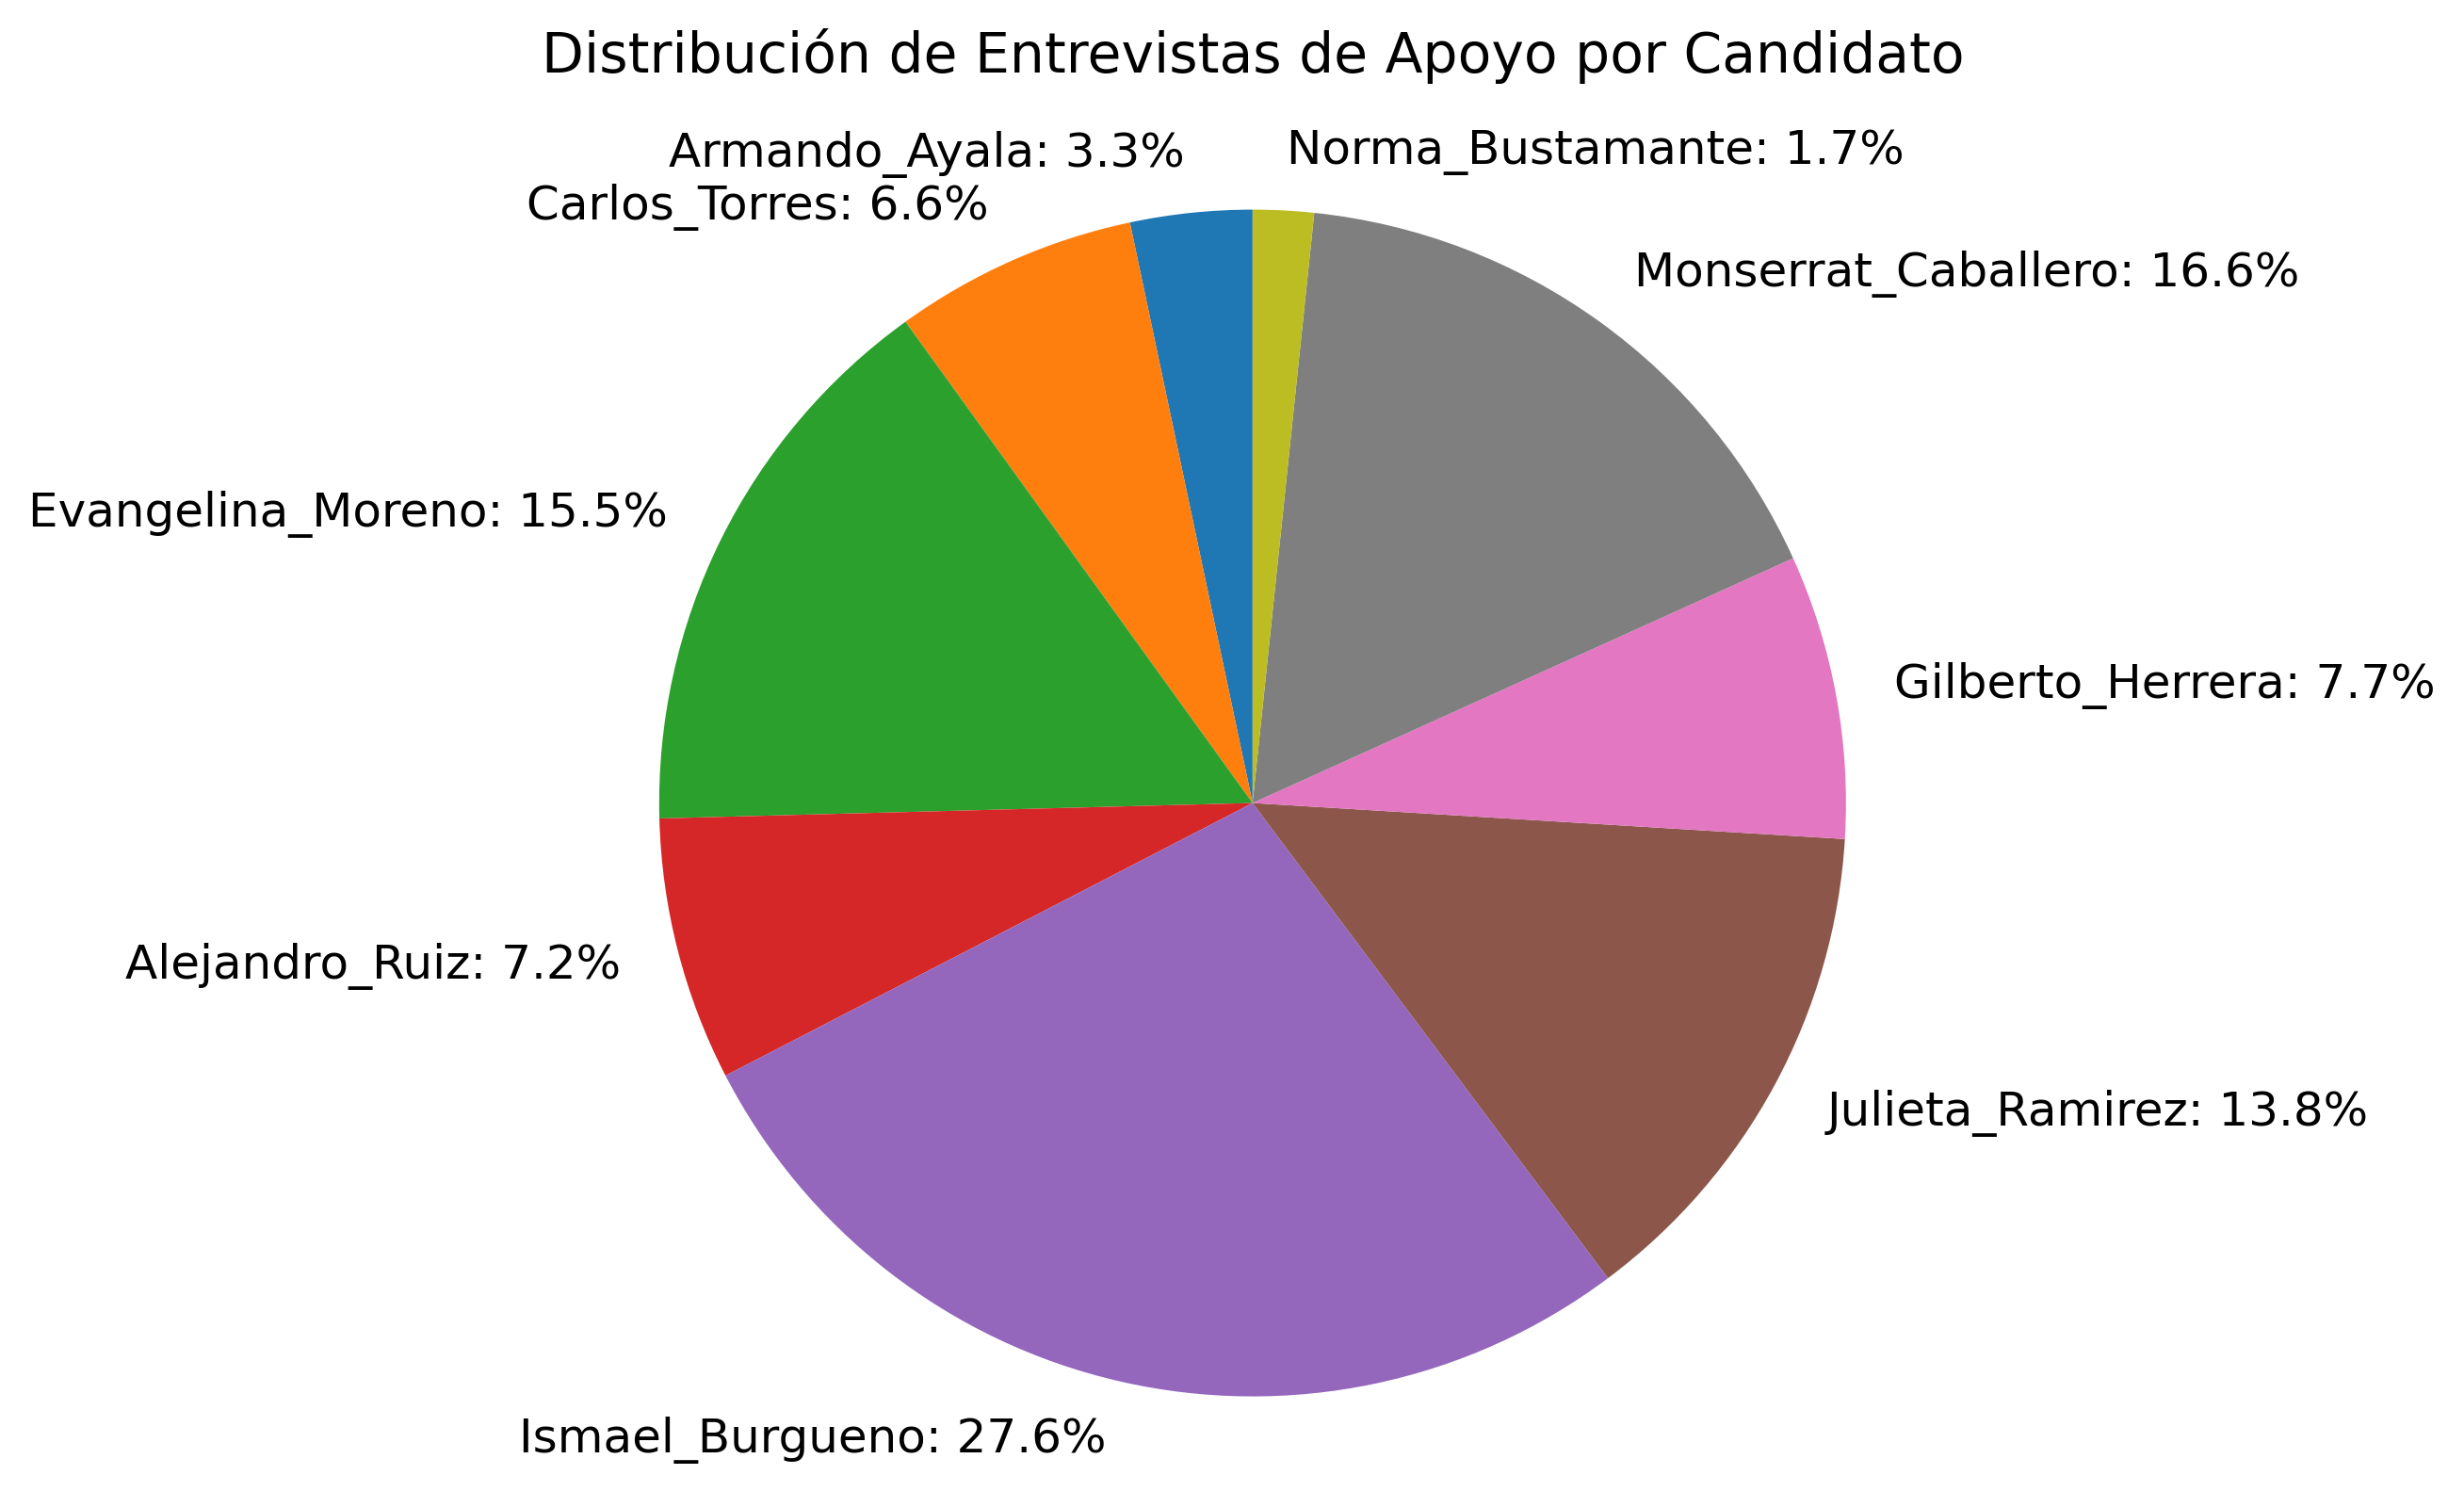 Distribución de Entrevistas de Apoyo por Candidato
Armando_Ayala: 3.3%
Norma_Bustamante: 1.7%
Carlos_Torres: 6.6%
Monserrat_Caballero: 16.6%
Evangelina_Moreno: 15.5%
Gilberto_Herrera: 7.7%
Alejandro_Ruiz: 7.2%
Julieta_Ramirez: 13.8%
Ismael_Burgueno: 27.6%